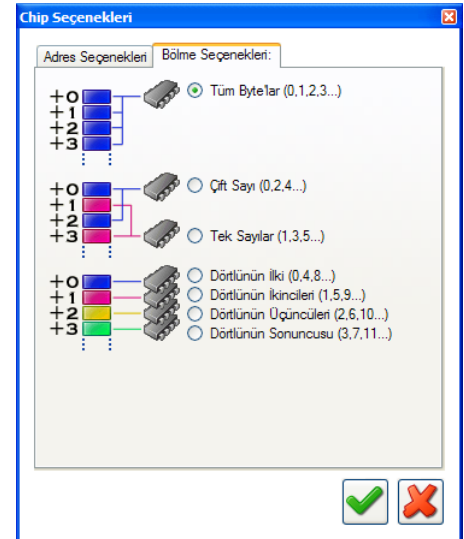 Chip Seçenekleri
Adres Seçenekleri
Bölme Seçenekleri:
+0
+1
+2
+3
Tüm Byte'lar (0,1,2,3...)
+0
+1
+2
+3
Çift Sayı (0,2,4...)
Tek Sayılar (1,3,5...)
+0
+1
+2
+3
Dörtlünün İlki (0,4,8...)
Dörtlünün İkincileri (1,5,9...)
Dörtlünün Üçüncüleri (2,6,10...)
Dörtlünün Sonuncusu (3,7,11...)